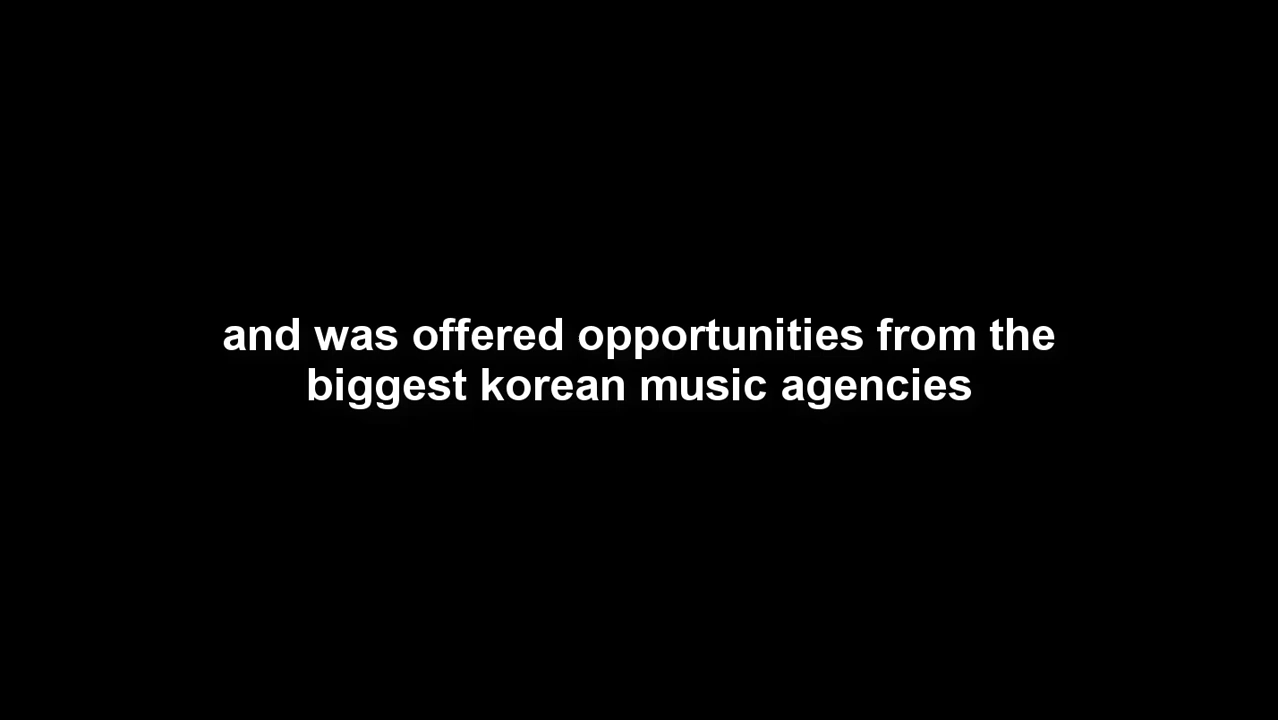 and was offered opportunities from the
biggest korean music agencies